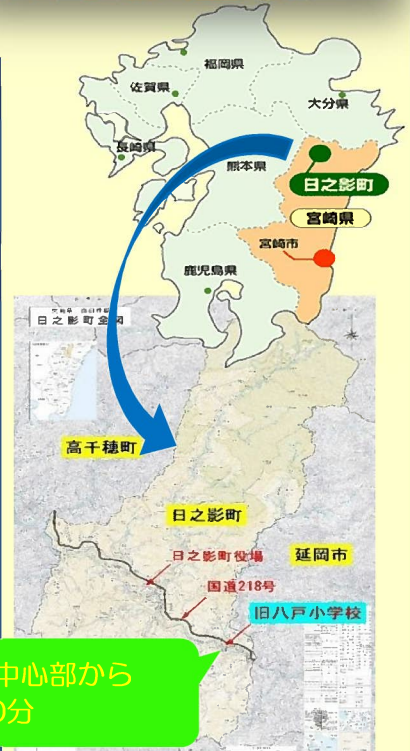 福岡県
佐賀県
大分県
長崎県
熊本県
日之影町
宮崎県
宮崎市
鹿児島県
日之影町全図
高千穂町
日之影町
日之影町役場
延岡市
国道218号
旧八戸小学校
中心部から
0分